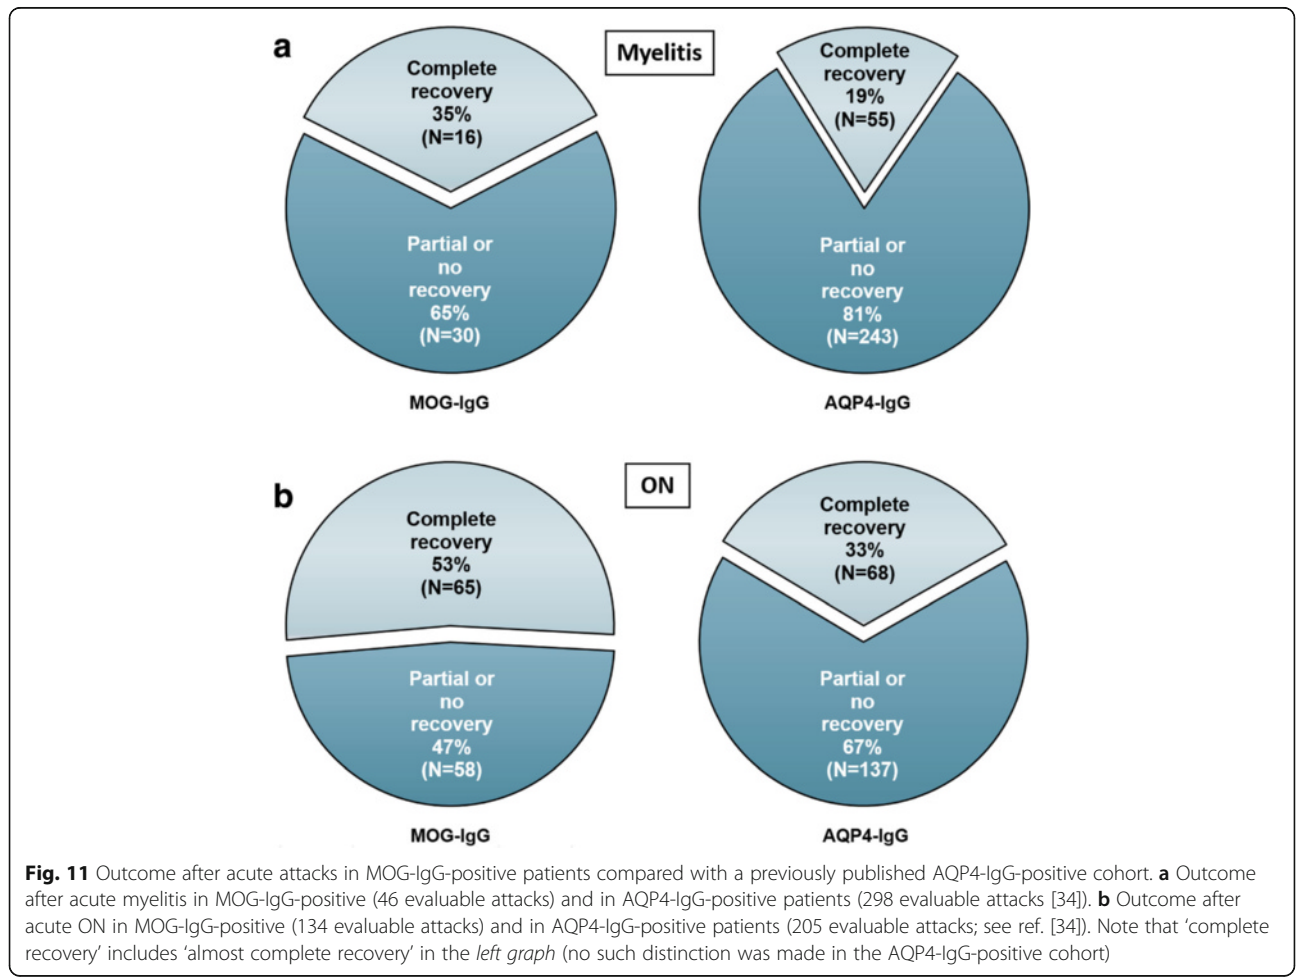 a
Myelitis
Complete
recovery
35%
(N=16)
Partial or
no
recovery
65%
(N=30)
MOG-IgG
Complete
recovery
19%
(N=55)
Partial or
no
recovery
81%
(N=243)
AQP4-IgG
b
ON
Complete
recovery
53%
(N=65)
Partial or
no
recovery
47%
(N=58)
MOG-IgG
Complete
recovery
33%
(N=68)
Partial or
no
recovery
67%
(N=137)
AQP4-IgG
Fig. 11 Outcome after acute attacks in MOG-IgG-positive patients compared with a previously published AQP4-IgG-positive cohort. a Outcome
after acute myelitis in MOG-IgG-positive (46 evaluable attacks) and in AQP4-IgG-positive patients (298 evaluable attacks [34]). b Outcome after
acute ON in MOG-IgG-positive (134 evaluable attacks) and in AQP4-IgG-positive patients (205 evaluable attacks; see ref. [34]). Note that ‘complete
recovery’ includes ‘almost complete recovery’ in the left graph (no such distinction was made in the AQP4-IgG-positive cohort)